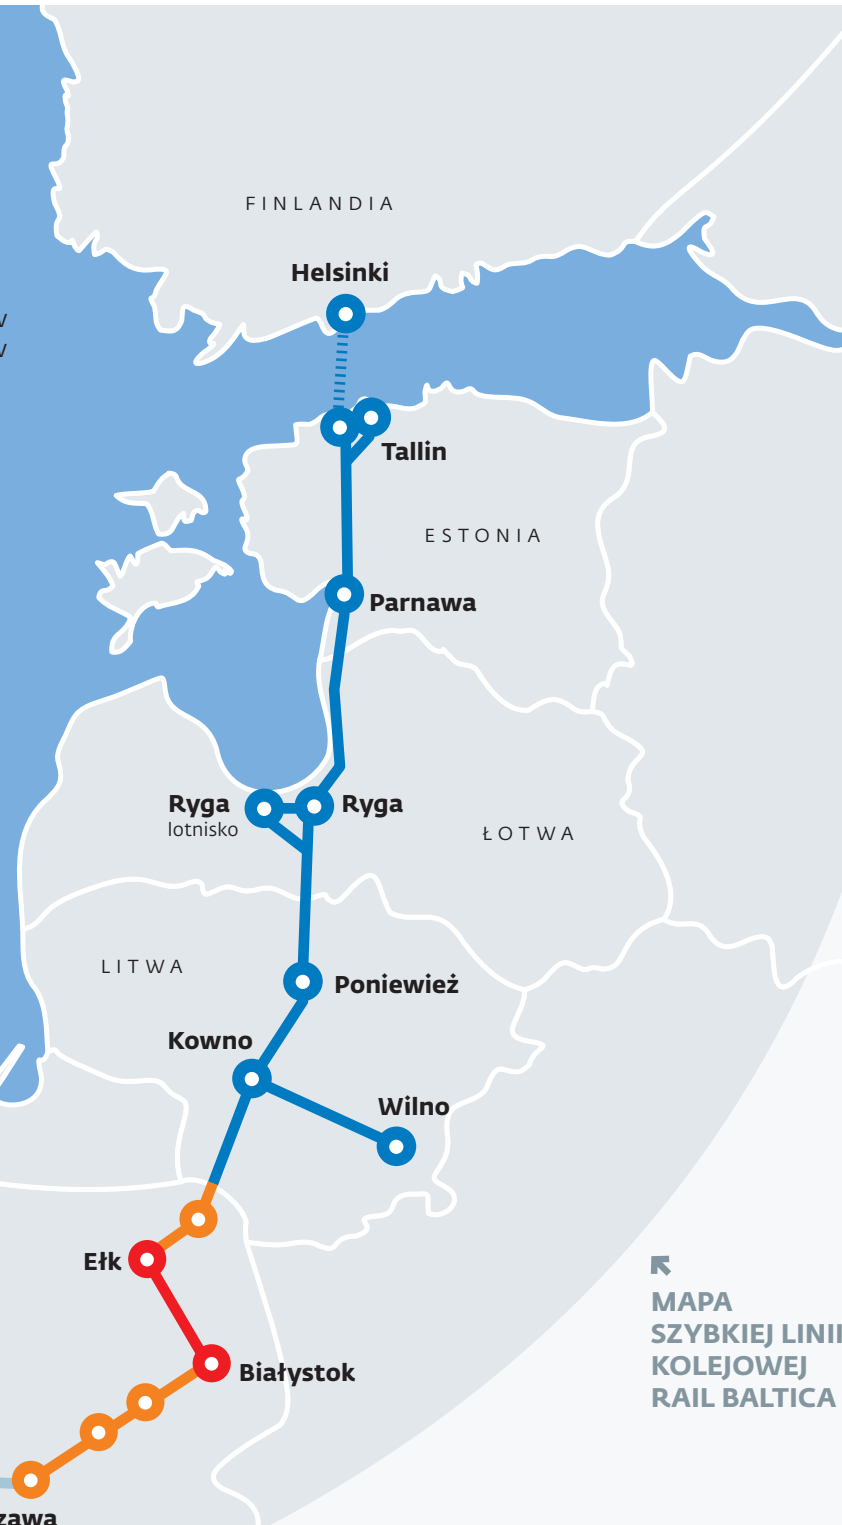 FINLANDIA
Helsinki
Tallin
ESTONIA
Parnawa
Ryga
lotnisko
Ryga
ŁOTWA
LITWA
Poniewież
Kowno
Wilno
Ełk
Białystok
MAPA
SZYBKIEJ LINII
KOLEJOWEJ
RAIL BALTICA
zawa